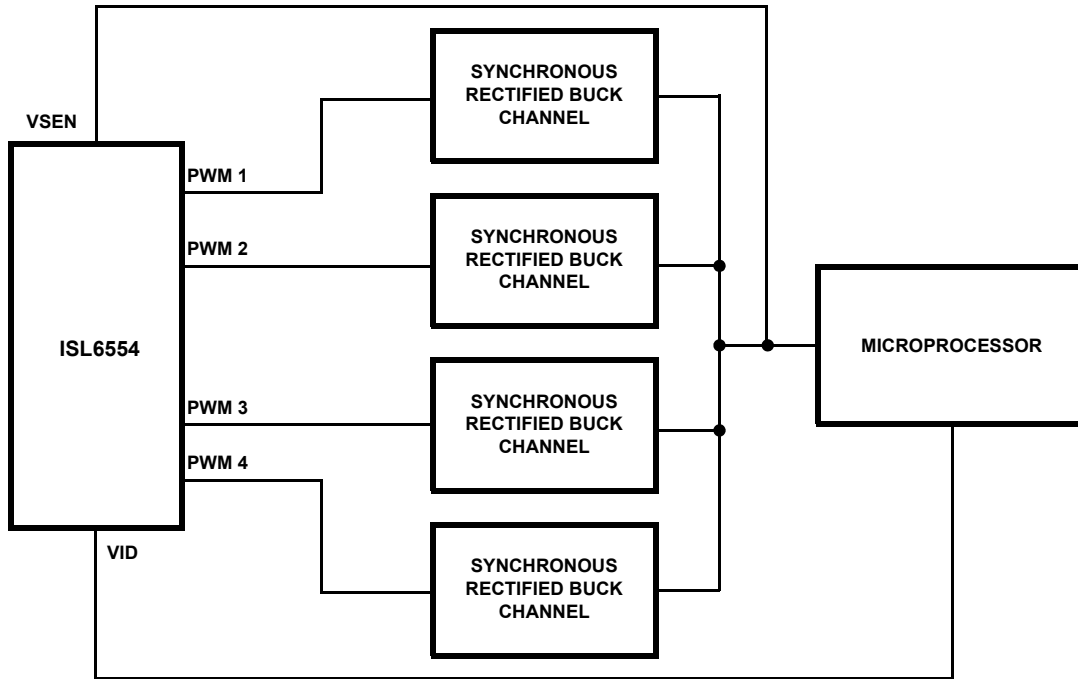 SYNCHRONOUS
RECTIFIED BUCK
CHANNEL
VSEN
PWM 1
SYNCHRONOUS
RECTIFIED BUCK
CHANNEL
PWM 2
ISL6554
MICROPROCESSOR
SYNCHRONOUS
RECTIFIED BUCK
CHANNEL
PWM 3
PWM 4
VID
SYNCHRONOUS
RECTIFIED BUCK
CHANNEL